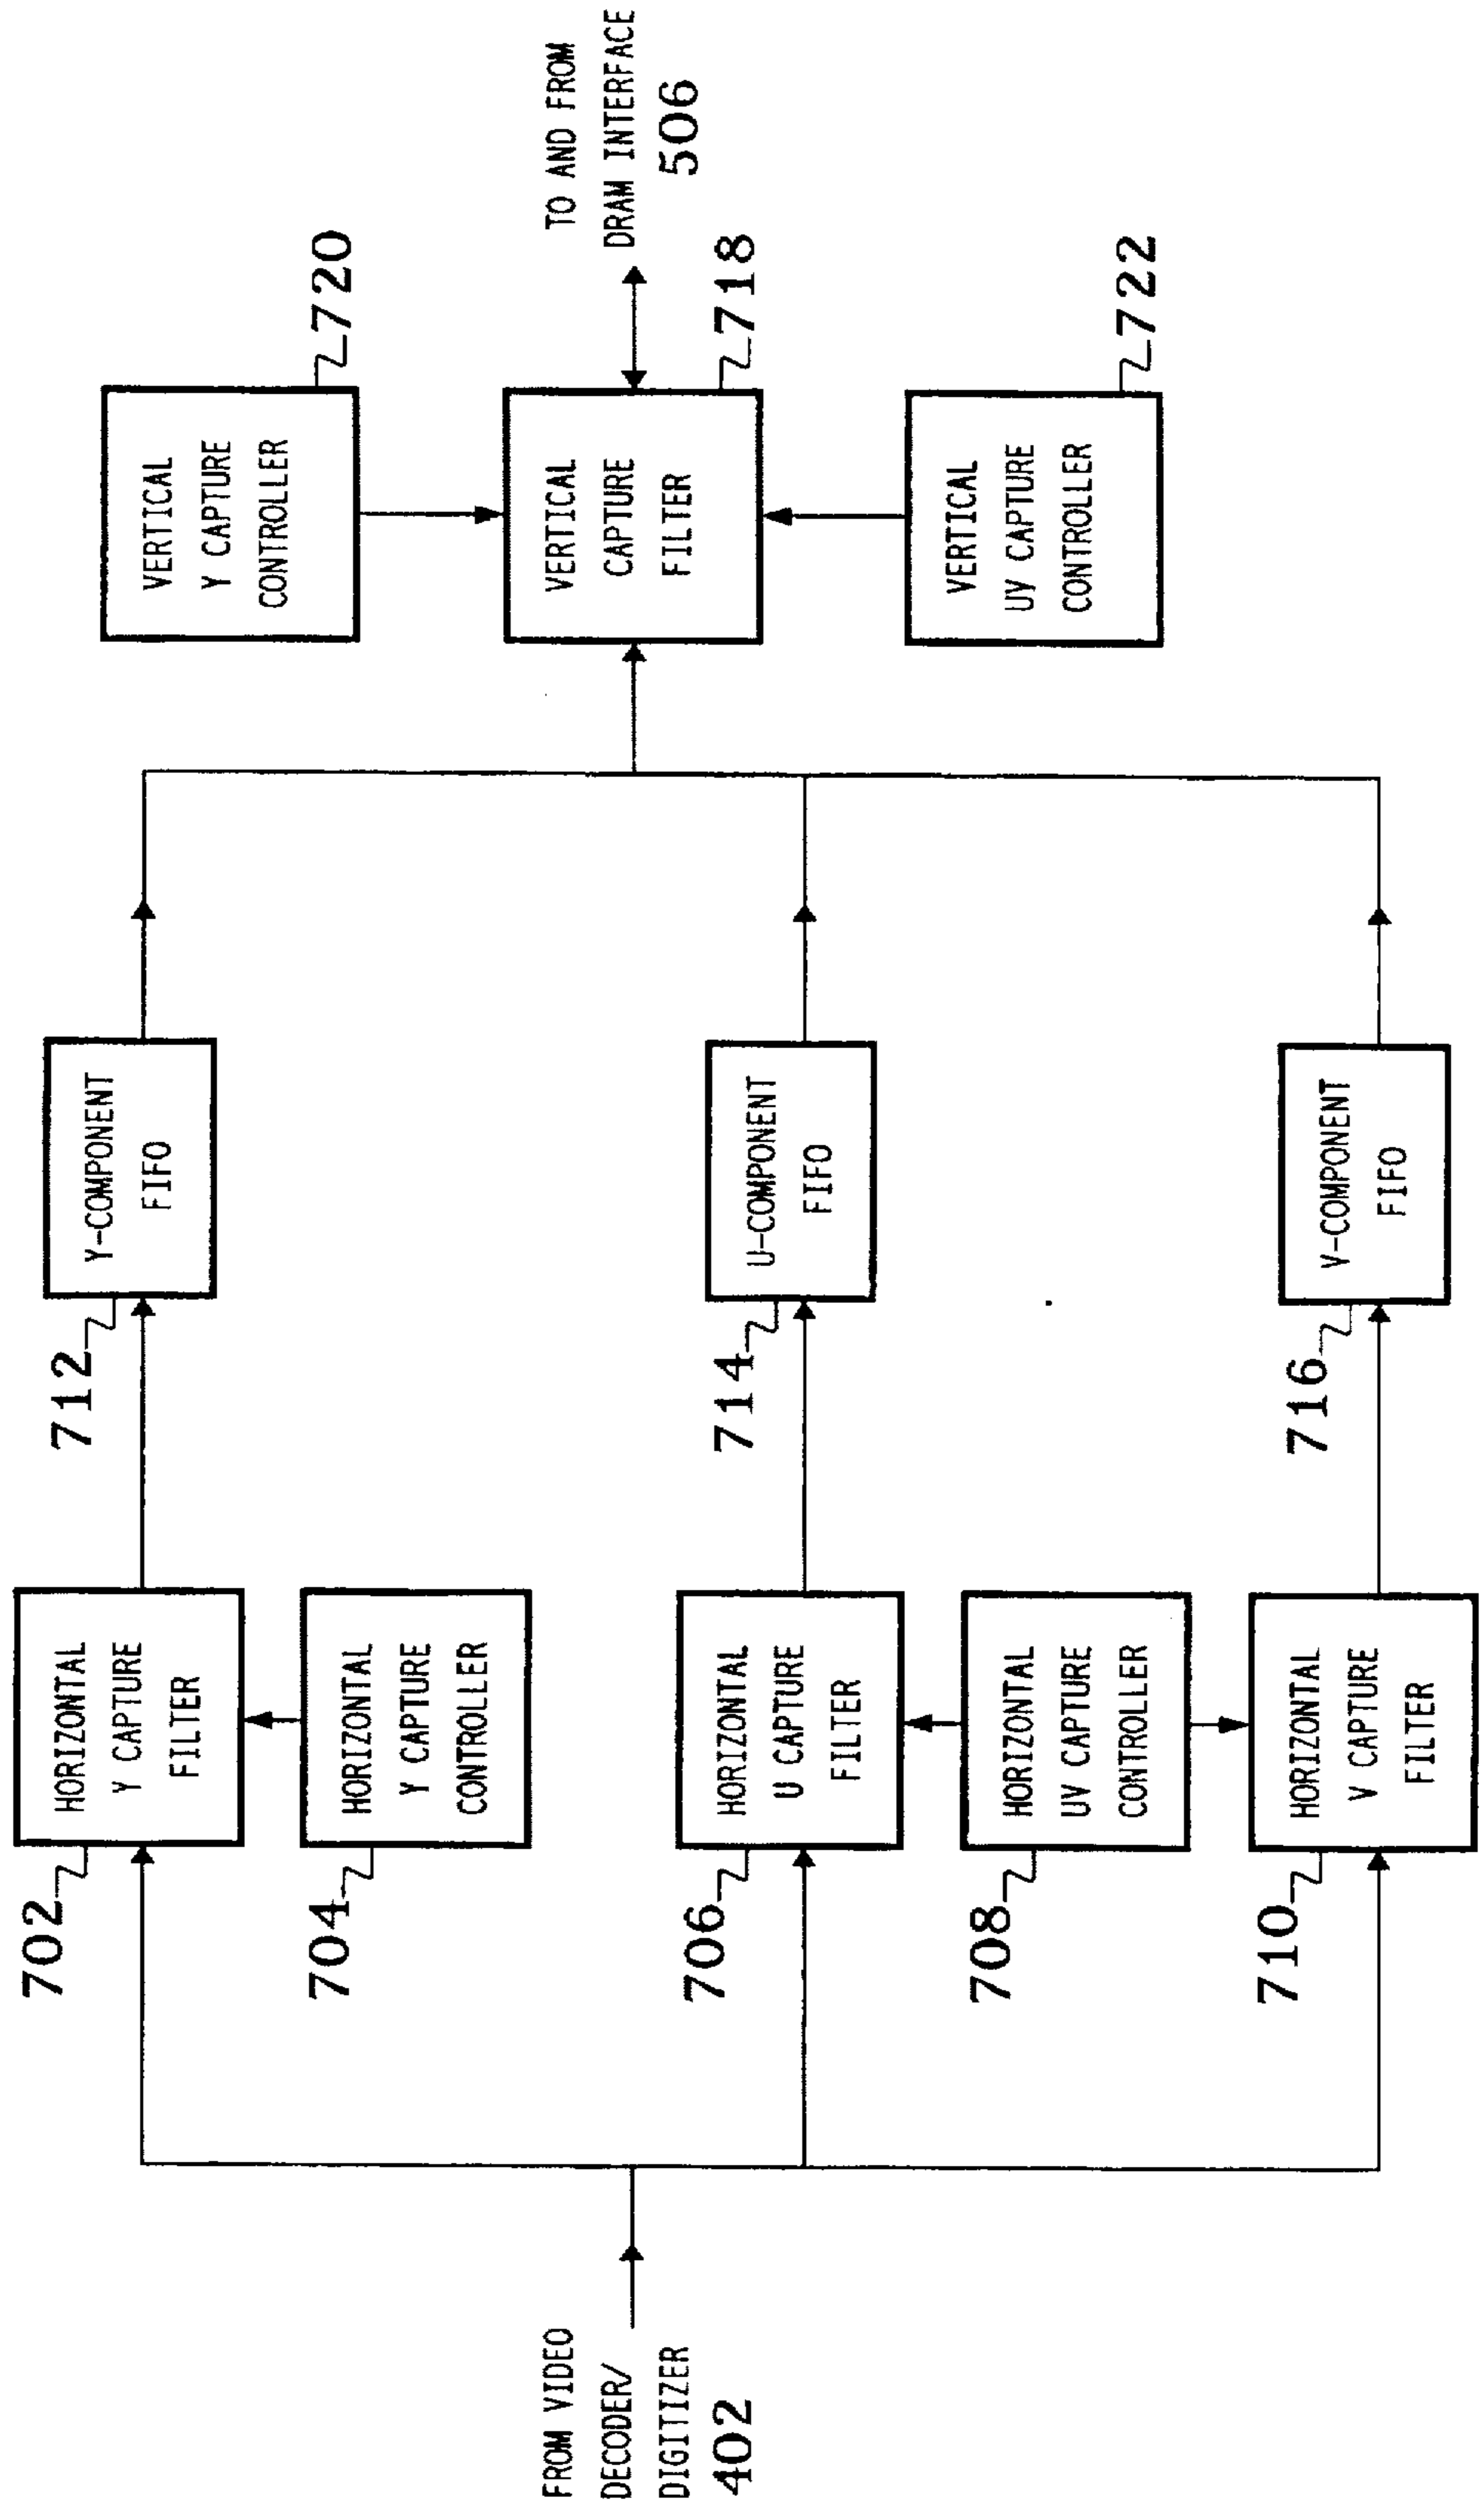 FROM VIDEO
DECODER/
DIGITIZER
402
702
HORIZONTAL
Y CAPTURE
FILTER
704
HORIZONTAL
Y CAPTURE
CONTROLLER
706
HORIZONTAL
U CAPTURE
FILTER
708
HORIZONTAL
UV CAPTURE
CONTROLLER
710
HORIZONTAL
V CAPTURE
FILTER
712
Y-COMPONENT
FIFO
714
U-COMPONENT
FIFO
716
V-COMPONENT
FIFO
VERTICAL
Y CAPTURE
CONTROLLER
720
VERTICAL
CAPTURE
FILTER
718
VERTICAL
UV CAPTURE
CONTROLLER
722
TO AND FROM
DRAM INTERFACE
506